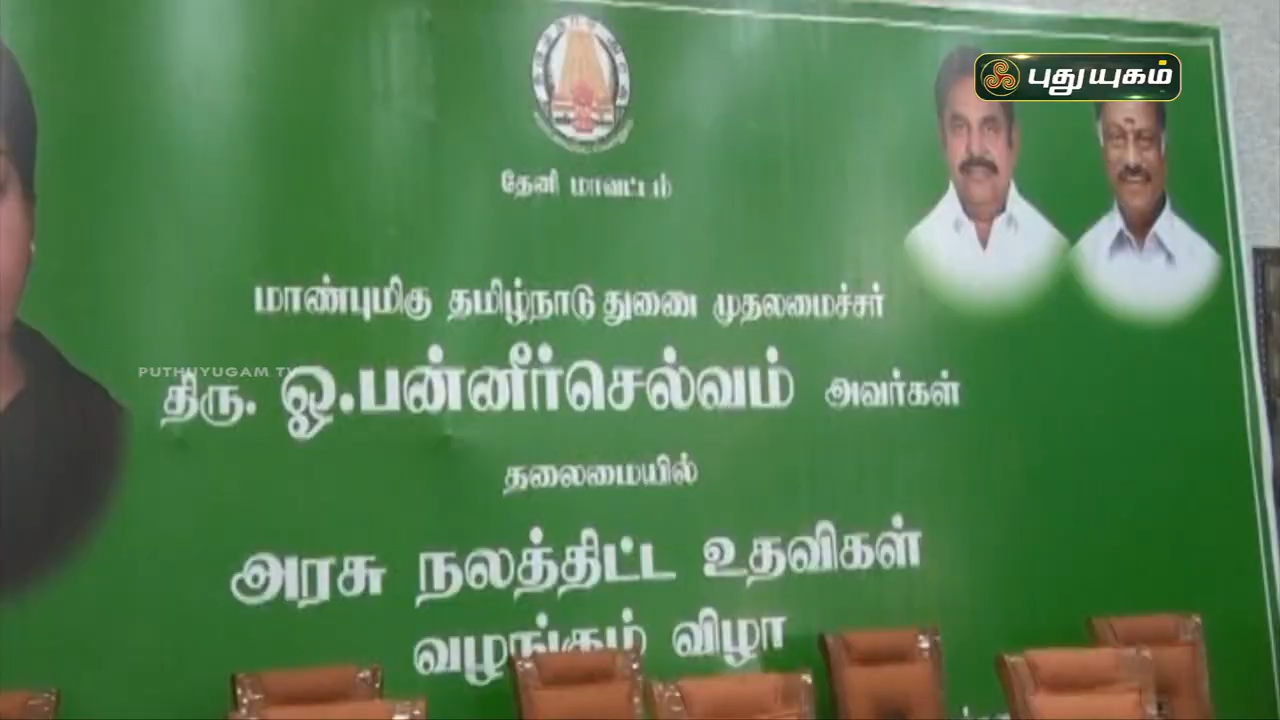 புதுயுகம்
தேனி மாவட்டம்
மாண்புமிகு தமிழ்நாடு துணை முதலமைச்சர்
PUTHUYUGAM TV
திரு. ஓ.பன்னீர்செல்வம் அவர்கள்
தலைமையில்
அரசு நலத்திட்ட உதவிகள்
வழங்கும் விழா